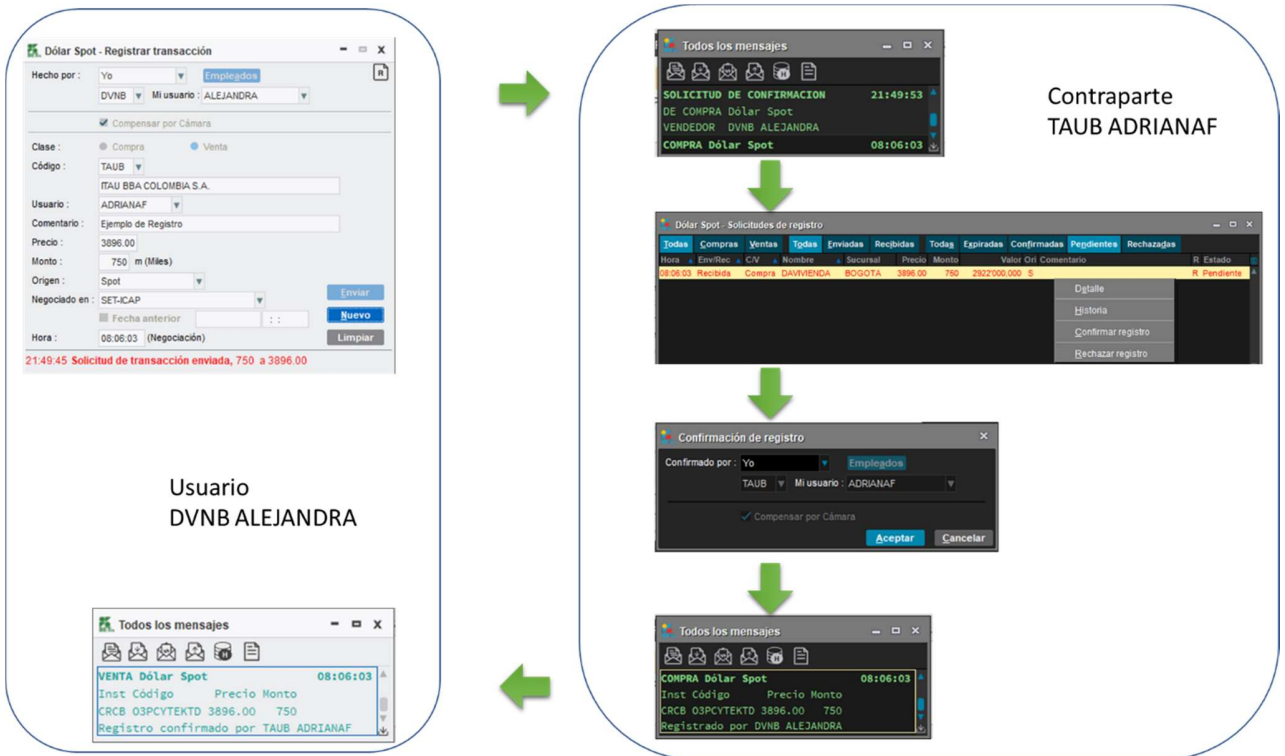 Dólar Spot - Registrar transacción
Hecho por : Yo Empleados R
DVNB Mi usuario : ALEJANDRA
Compensar por Cámara
Clase : Compra Venta
Código : TAUB
ITAU BBA COLOMBIA S.A.
Usuario : ADRIANAF
Comentario : Ejemplo de Registro
Precio : 3896.00
Monto : 750 m (Miles)
Origen : Spot
Enviar
Negociado en : SET-ICAP
Nuevo
Fecha anterior : :
Hora : 08:06:03 (Negociación) Limpiar
21:49:45 Solicitud de transacción enviada, 750 a 3896.00
Usuario
DVNB ALEJANDRA
Todos los mensajes
VENTA Dólar Spot 08:06:03
Inst Código Precio Monto
CRCB O3PCYTEKTD 3896.00 750
Registro confirmado por TAUB ADRIANAF
Todos los mensajes
SOLICITUD DE CONFIRMACION 21:49:53
DE COMPRA Dólar Spot
VENDEDOR DVNB ALEJANDRA
COMPRA Dólar Spot 08:06:03
Contraparte
TAUB ADRIANAF
Dólar Spot - Solicitudes de registro
Todas Compras Ventas Todas Enviadas Recibidas Todas Expiradas Confirmadas Pendientes Rechazadas
Hora Env/Rec C/V Nombre Sucursal Precio Monto Valor Ori Comentario R Estado
08:06:03 Recibida Compra DAVIVIENDA BOGOTA 3896.00 750 2922'000,000 S R Pendiente
Detalle
Historia
Confirmar registro
Rechazar registro
Confirmación de registro
Confirmado por : Yo Empleados
TAUB Mi usuario : ADRIANAF
Compensar por Cámara
Aceptar Cancelar
Todos los mensajes
COMPRA Dólar Spot 08:06:03
Inst Código Precio Monto
CRCB O3PCYTEKTD 3896.00 750
Registrado por DVNB ALEJANDRA